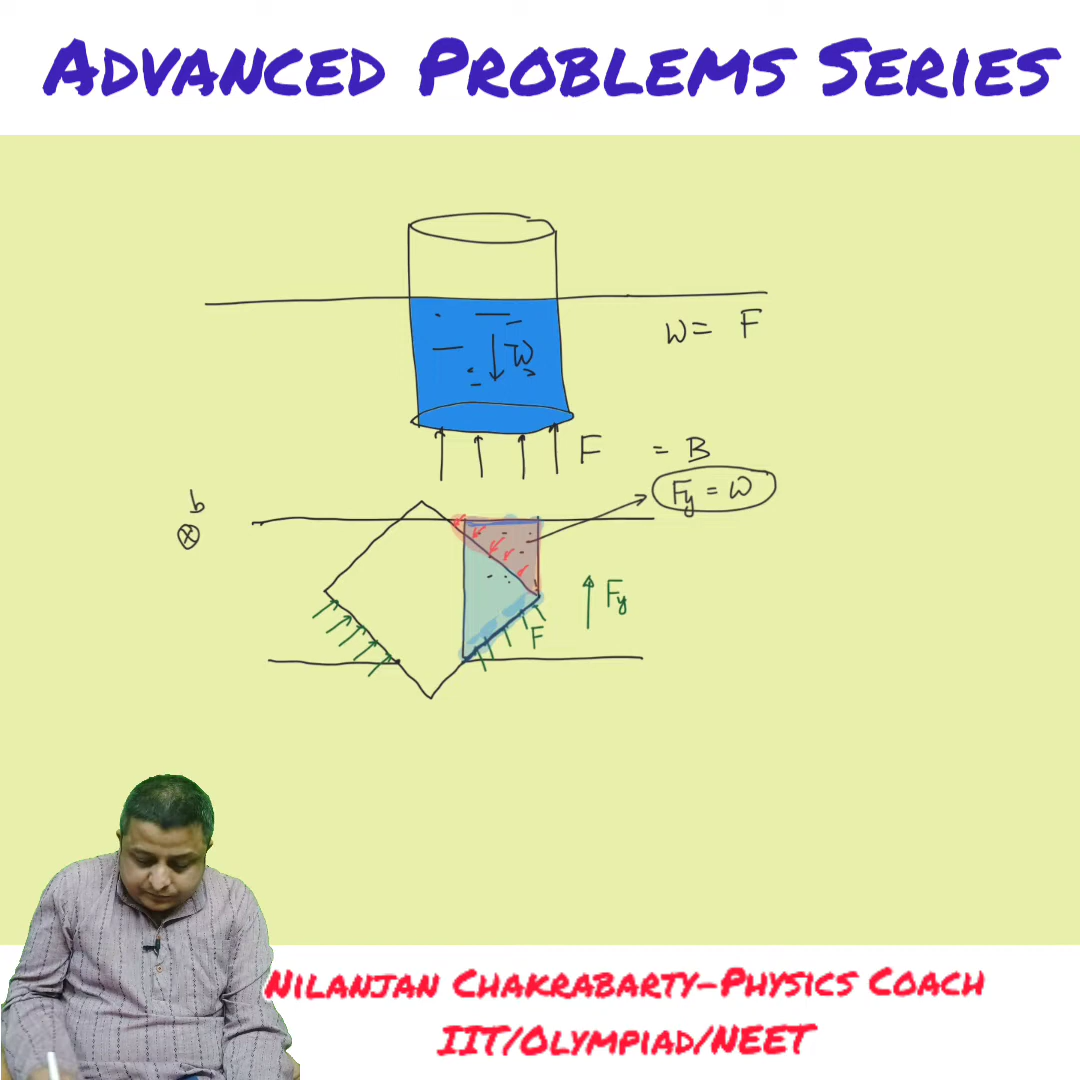 ADVANCED PROBLEMS SERIES
W = F
W
F = B
Fy = W
b
Fy
F
NILANJAN CHAKRABARTY-PHYSICS COACH
IIT/OLYMPIAD/NEET